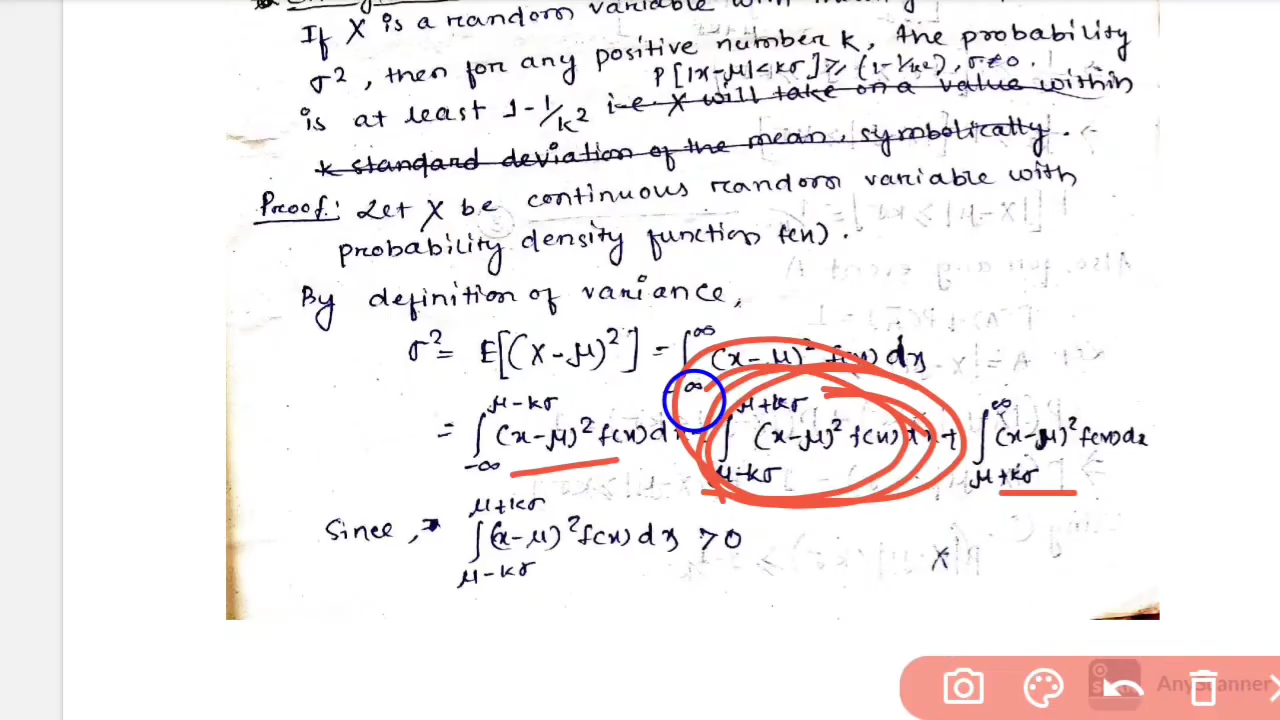 If X is a random variable with
σ², then for any positive number k, the probability
P[|x-μ|<kσ] ≥ (1-1/k²), σ≠0.
is at least 1-1/k² i.e. X will take on a value within
k standard deviation of the mean, symbolically.
Proof: Let X be continuous random variable with
probability density function f(x).
By definition of variance,
σ² = E[(X-μ)²] = ∫_{-∞}^{∞} (x-μ)² f(x) dx
= ∫_{-∞}^{μ-kσ} (x-μ)² f(x) dx + ∫_{μ-kσ}^{μ+kσ} (x-μ)² f(x) dx + ∫_{μ+kσ}^{∞} (x-μ)² f(x) dx
Since, → ∫_{μ-kσ}^{μ+kσ} (x-μ)² f(x) dx > 0
AnyScanner